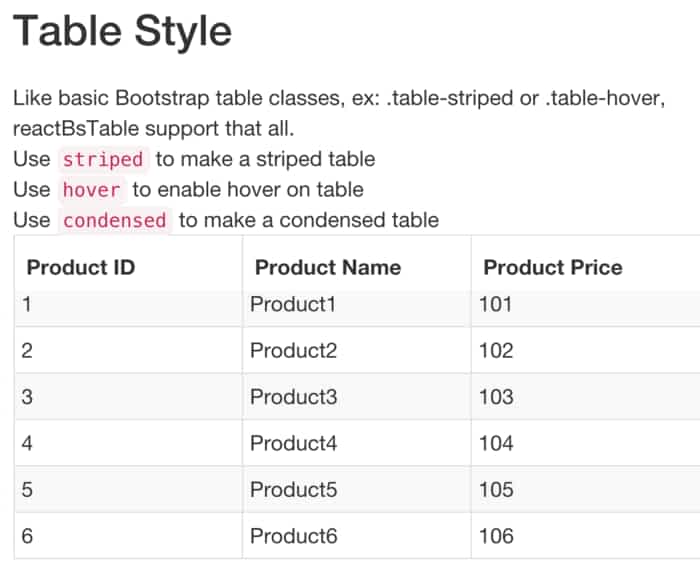 Table Style
Like basic Bootstrap table classes, ex: .table-striped or .table-hover,
reactBsTable support that all.
Use striped to make a striped table
Use hover to enable hover on table
Use condensed to make a condensed table
Product ID Product Name Product Price
1 Product1 101
2 Product2 102
3 Product3 103
4 Product4 104
5 Product5 105
6 Product6 106